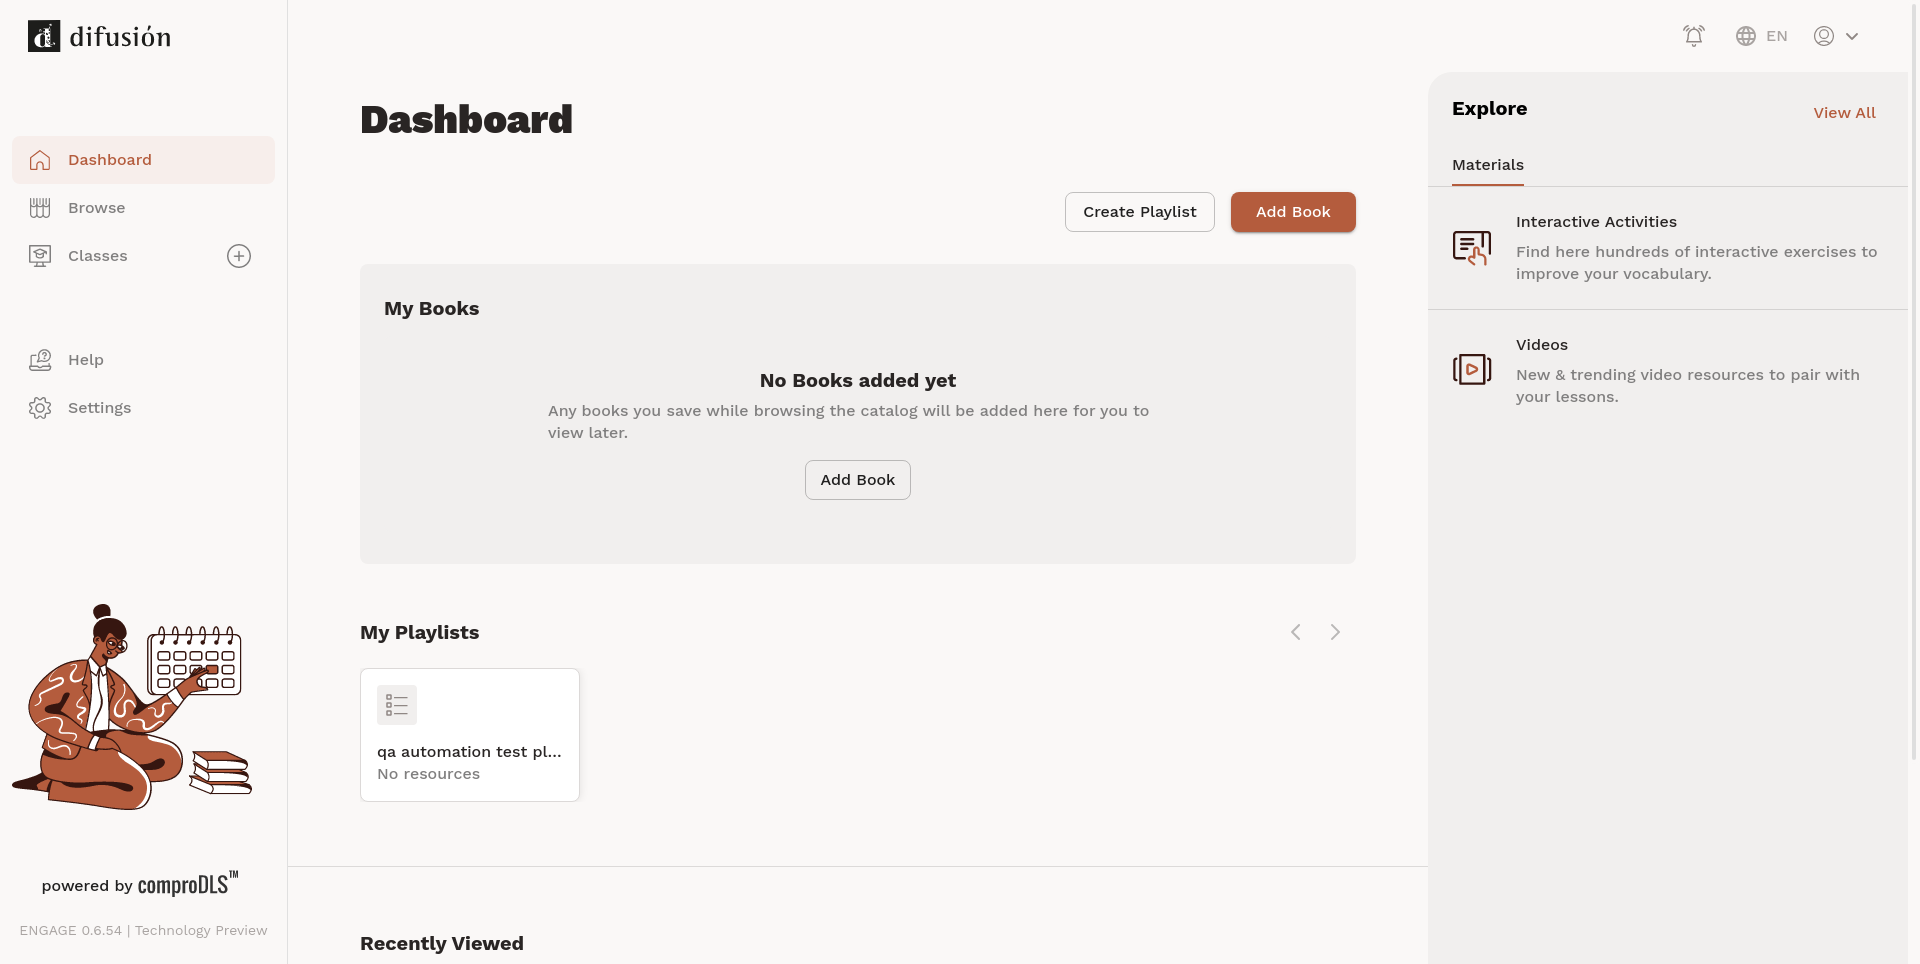 difusión
EN
Dashboard
Browse
Classes
Help
Settings
powered by comproDLS™
ENGAGE 0.6.54 | Technology Preview
Dashboard
Create Playlist
Add Book
My Books
No Books added yet
Any books you save while browsing the catalog will be added here for you to
view later.
Add Book
My Playlists
qa automation test pl...
No resources
Recently Viewed
Explore
View All
Materials
Interactive Activities
Find here hundreds of interactive exercises to
improve your vocabulary.
Videos
New & trending video resources to pair with
your lessons.